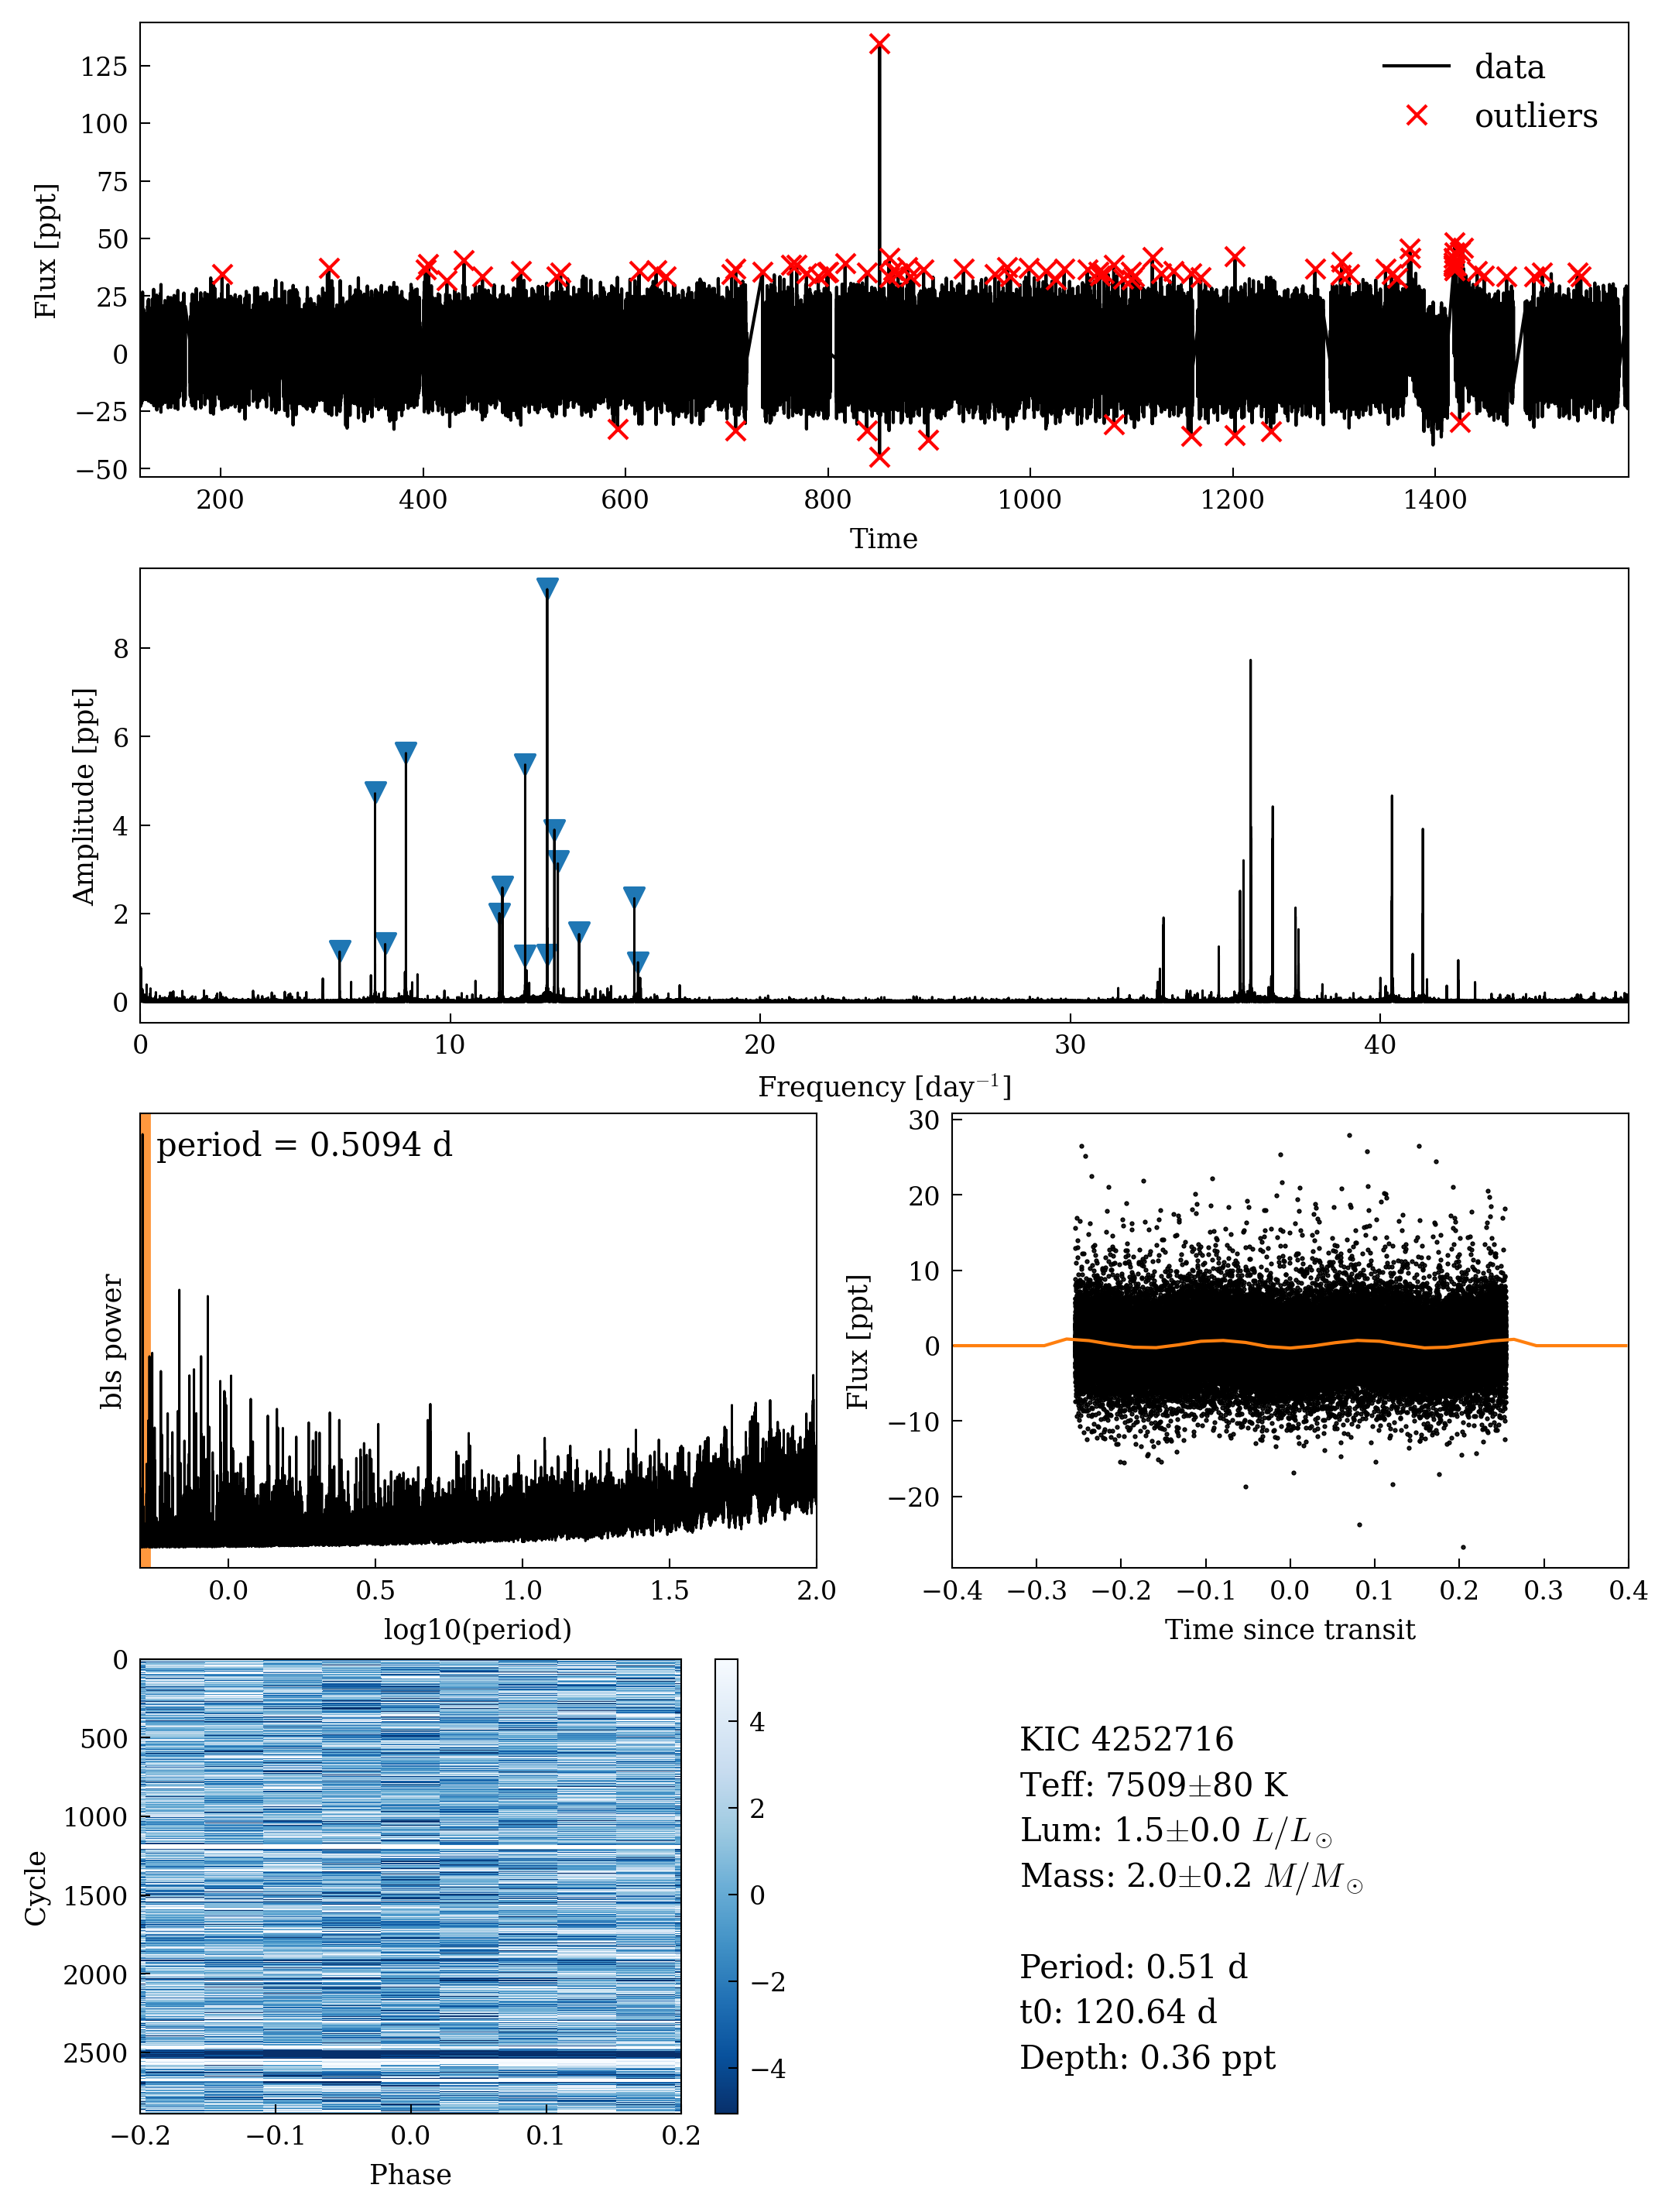 125
100
75
50
25
0
−25
−50
Flux [ppt]
data
outliers
200 400 600 800 1000 1200 1400
Time
8
6
4
2
0
Amplitude [ppt]
0 10 20 30 40
Frequency [day⁻¹]
period = 0.5094 d
bls power
0.0 0.5 1.0 1.5 2.0
log10(period)
30
20
10
0
−10
−20
Flux [ppt]
−0.4 −0.3 −0.2 −0.1 0.0 0.1 0.2 0.3 0.4
Time since transit
0
500
1000
1500
2000
2500
Cycle
−0.2 −0.1 0.0 0.1 0.2
Phase
4
2
0
−2
−4
KIC 4252716
Teff: 7509±80 K
Lum: 1.5±0.0 L/L☉
Mass: 2.0±0.2 M/M☉
Period: 0.51 d
t0: 120.64 d
Depth: 0.36 ppt